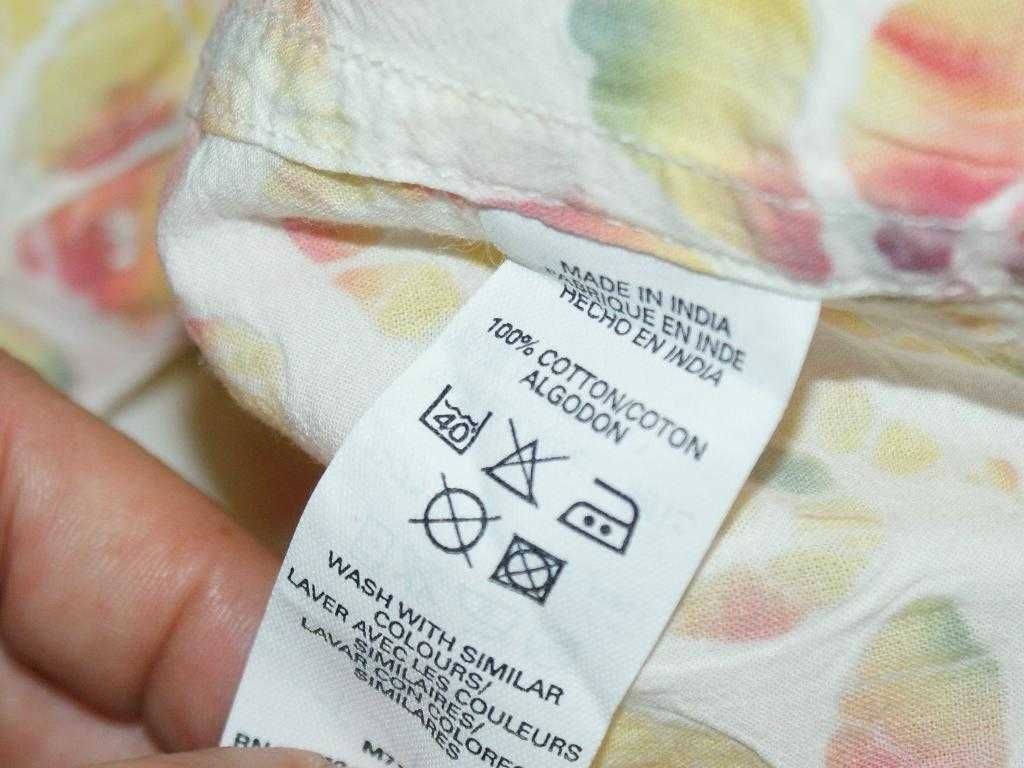 MADE IN INDIA
FABRIQUE EN INDE
HECHO EN INDIA
100% COTTON/COTON
ALGODON
40
WASH WITH SIMILAR
COLOURS/
LAVER AVEC LES COULEURS
SIMILAIRES/
LAVAR CON COLORES
SIMILARES